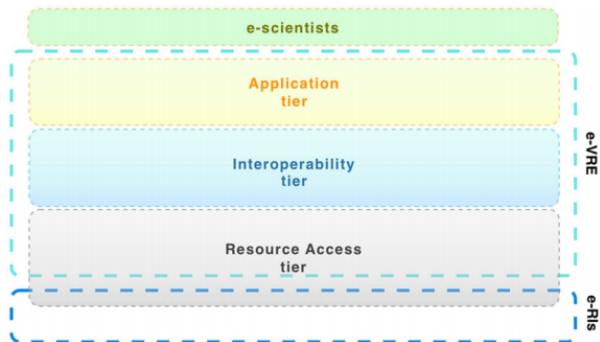 e-scientists
Application
tier
Interoperability
tier
Resource Access
tier
e-VRE
e-RIs